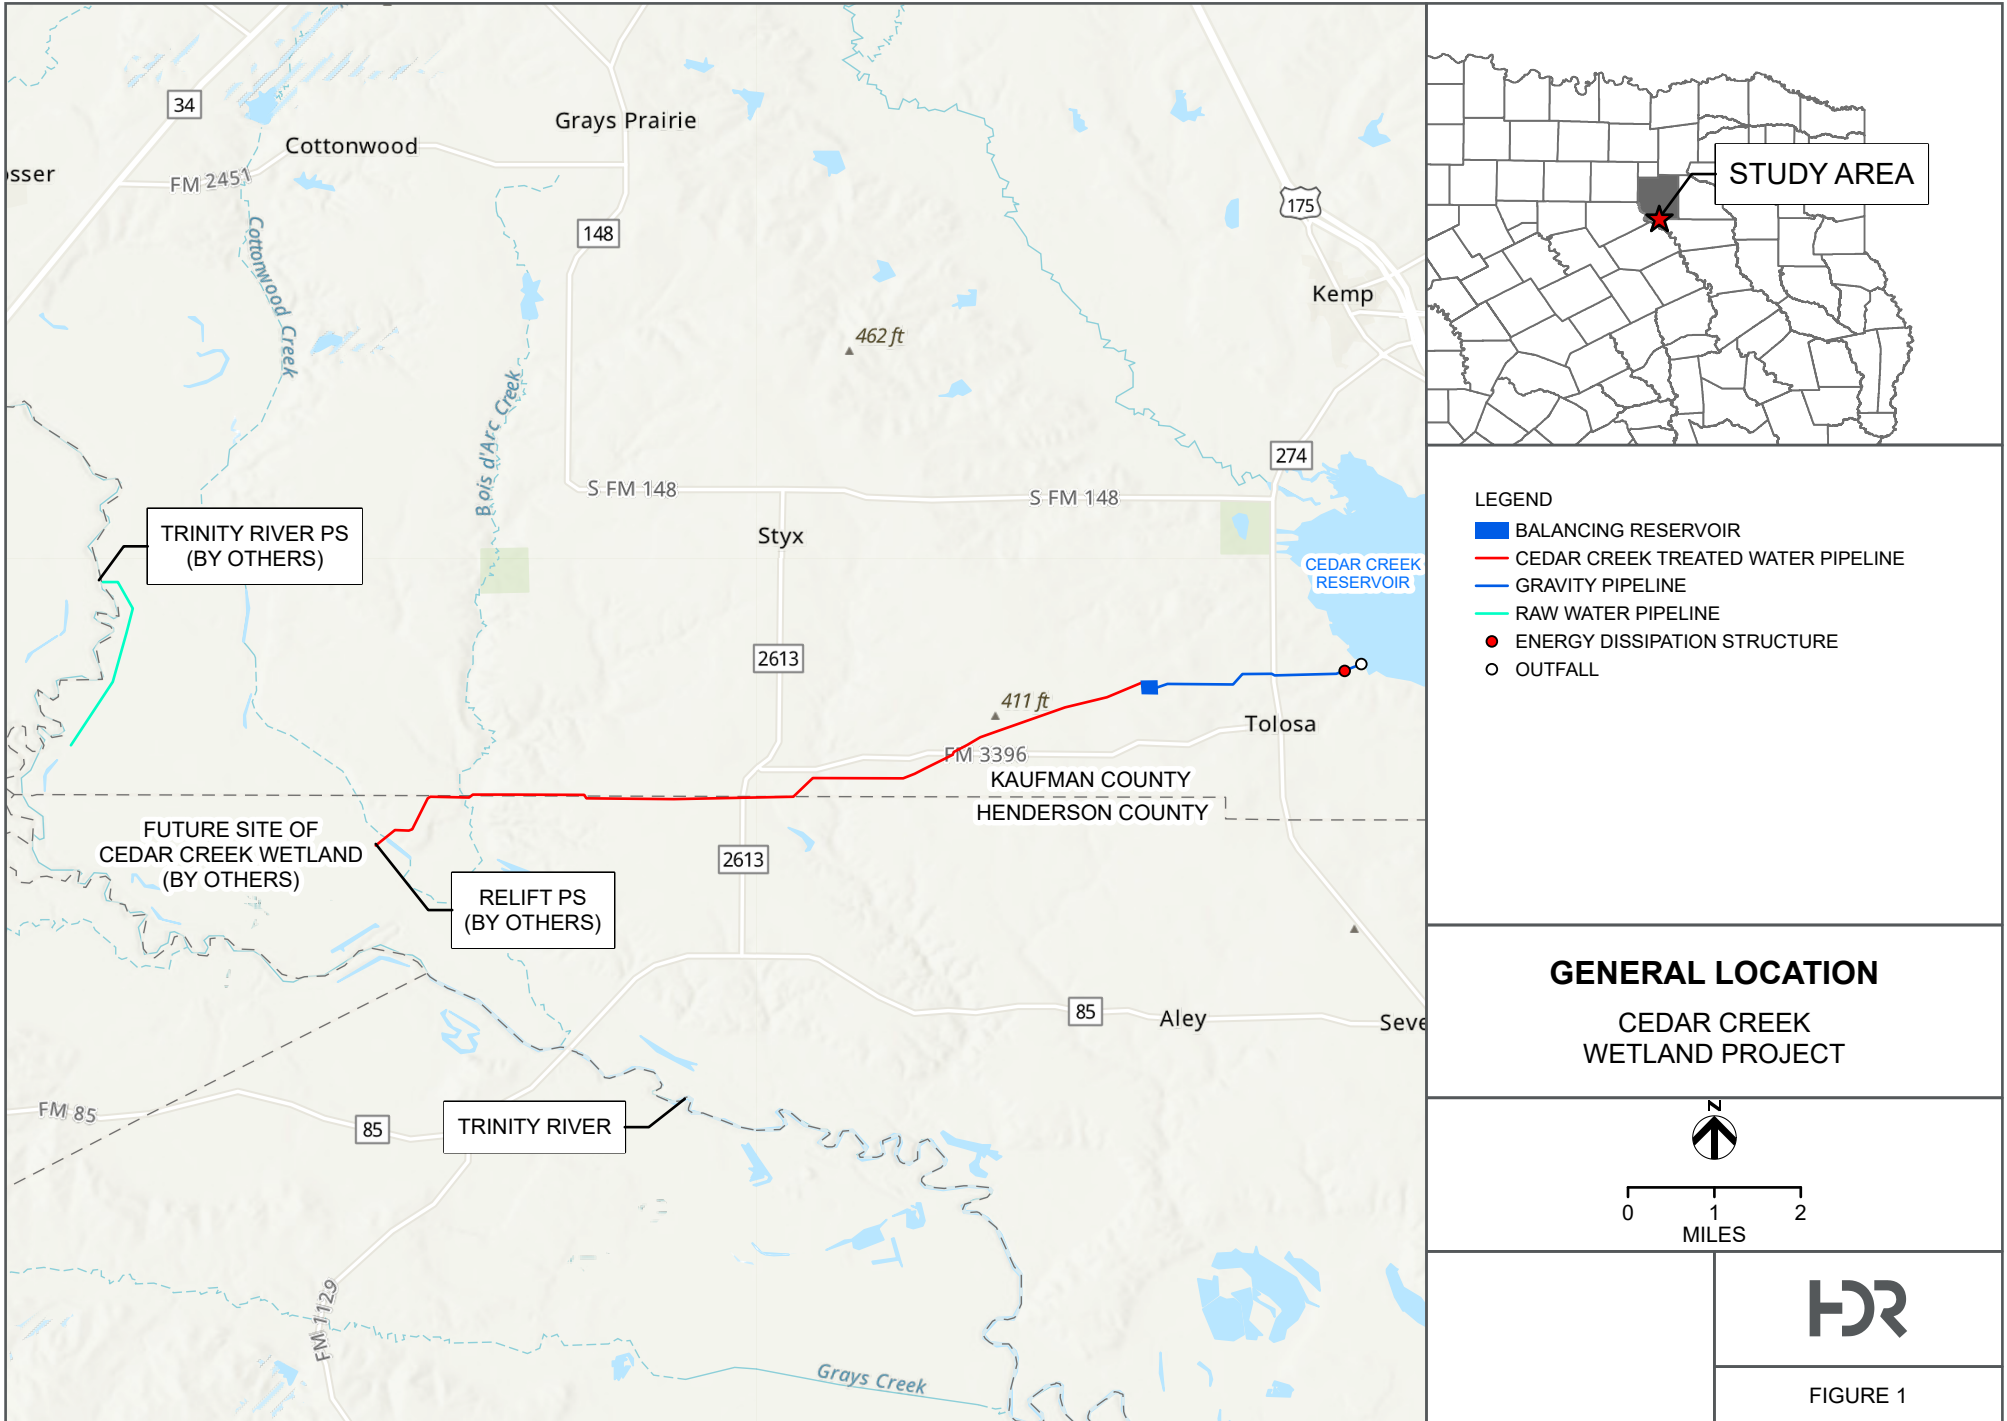 34
Cottonwood
Grays Prairie
FM 2451
148
175
Kemp
Cottonwood Creek
462 ft
Bois d'Arc Creek
274
S FM 148
S FM 148
TRINITY RIVER PS
(BY OTHERS)
Styx
CEDAR CREEK
RESERVOIR
2613
411 ft
Tolosa
FM 3396
KAUFMAN COUNTY
HENDERSON COUNTY
FUTURE SITE OF
CEDAR CREEK WETLAND
(BY OTHERS)
2613
RELIFT PS
(BY OTHERS)
85
Aley
Seve
FM 85
85
TRINITY RIVER
FM 1129
Grays Creek
STUDY AREA
LEGEND
BALANCING RESERVOIR
CEDAR CREEK TREATED WATER PIPELINE
GRAVITY PIPELINE
RAW WATER PIPELINE
ENERGY DISSIPATION STRUCTURE
OUTFALL
GENERAL LOCATION
CEDAR CREEK
WETLAND PROJECT
N
0 1 2
MILES
HDR
FIGURE 1